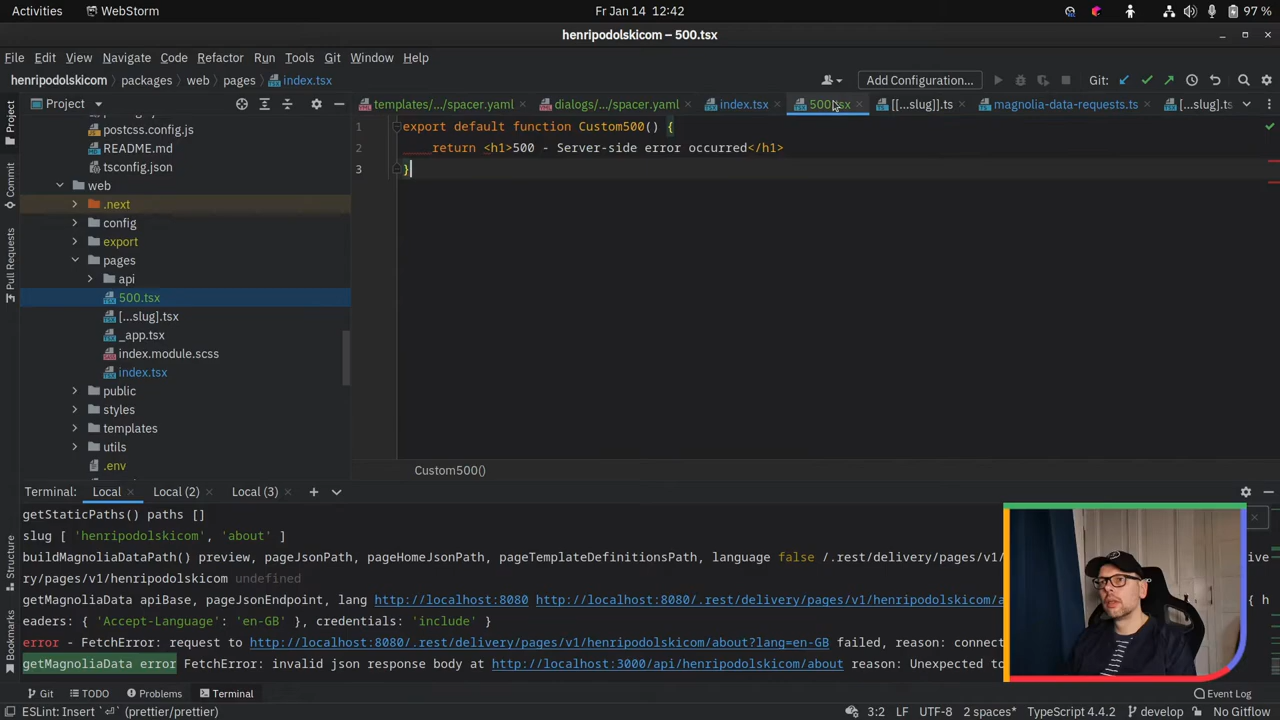 Activities WebStorm Fr Jan 14 12:42 97 %
henripodolskicom – 500.tsx
File Edit View Navigate Code Refactor Run Tools Git Window Help
henripodolskicom packages web pages index.tsx Add Configuration... Git:
Project
templates/.../spacer.yaml dialogs/.../spacer.yaml index.tsx 500.tsx [[...slug]].ts magnolia-data-requests.ts [...slug].ts
postcss.config.js
README.md
tsconfig.json
web
.next
config
export
pages
api
500.tsx
[...slug].tsx
_app.tsx
index.module.scss
index.tsx
public
styles
templates
utils
.env
Project
Commit
Pull Requests
Structure
Bookmarks
1 export default function Custom500() {
2 return <h1>500 - Server-side error occurred</h1>
3 }
Custom500()
Terminal: Local Local (2) Local (3)
getStaticPaths() paths []
slug [ 'henripodolskicom', 'about' ]
buildMagnoliaDataPath() preview, pageJsonPath, pageHomeJsonPath, pageTemplateDefinitionsPath, language false /.rest/delivery/pages/v1/
ry/pages/v1/henripodolskicom undefined
getMagnoliaData apiBase, pageJsonEndpoint, lang http://localhost:8080 http://localhost:8080/.rest/delivery/pages/v1/henripodolskicom/a { h
eaders: { 'Accept-Language': 'en-GB' }, credentials: 'include' }
error - FetchError: request to http://localhost:8080/.rest/delivery/pages/v1/henripodolskicom/about?lang=en-GB failed, reason: connect
getMagnoliaData error FetchError: invalid json response body at http://localhost:3000/api/henripodolskicom/about reason: Unexpected to
Git TODO Problems Terminal Event Log
ESLint: Insert `⏎` (prettier/prettier) 3:2 LF UTF-8 2 spaces* TypeScript 4.4.2 develop No Gitflow